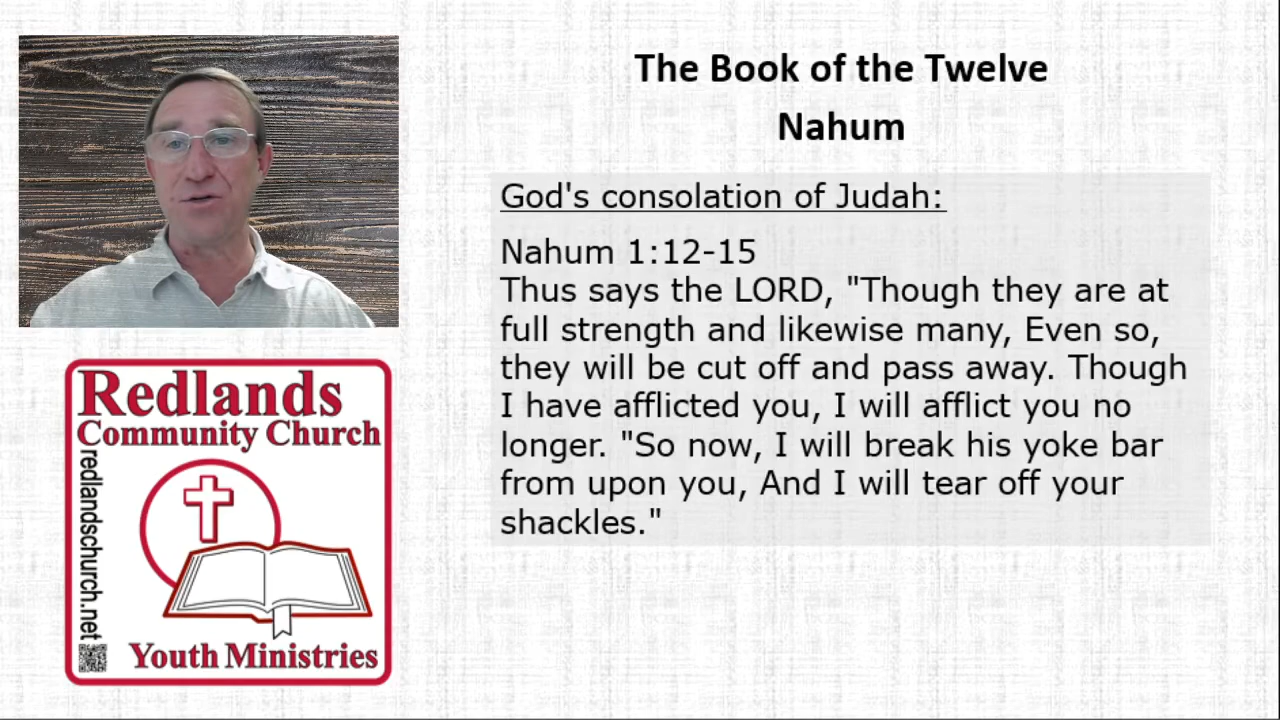 The Book of the Twelve
Nahum
God's consolation of Judah:
Nahum 1:12-15
Thus says the LORD, "Though they are at
full strength and likewise many, Even so,
they will be cut off and pass away. Though
I have afflicted you, I will afflict you no
longer. "So now, I will break his yoke bar
from upon you, And I will tear off your
shackles."
Redlands
Community Church
redlandschurch.net
Youth Ministries